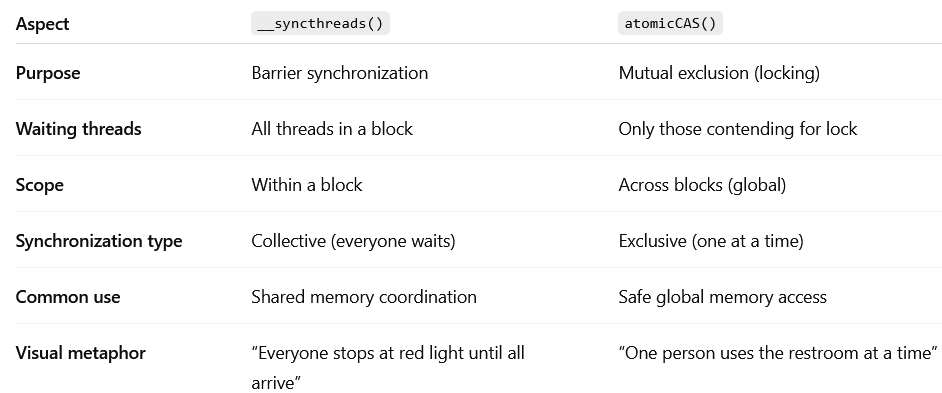 Aspect __syncthreads() atomicCAS()
Purpose Barrier synchronization Mutual exclusion (locking)
Waiting threads All threads in a block Only those contending for lock
Scope Within a block Across blocks (global)
Synchronization type Collective (everyone waits) Exclusive (one at a time)
Common use Shared memory coordination Safe global memory access
Visual metaphor “Everyone stops at red light until all “One person uses the restroom at a time”
arrive”